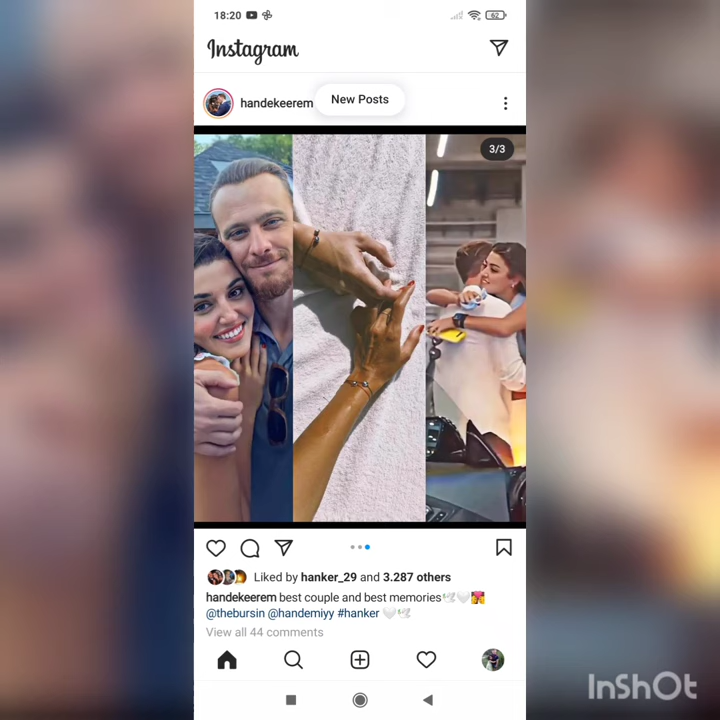 18:20
62
Instagram
handekeerem
New Posts
3/3
Liked by hanker_29 and 3.287 others
handekeerem best couple and best memories🕊🤍👩‍❤️‍👨
@thebursin @handemiyy #hanker 🤍🕊
View all 44 comments
InShOt